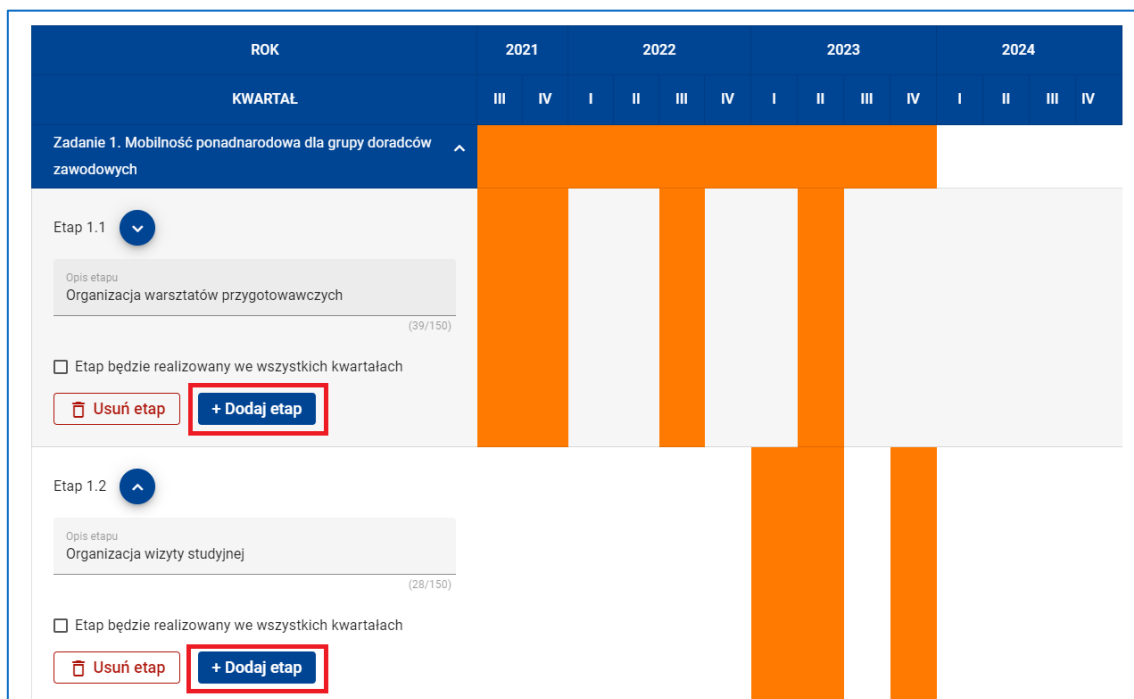 ROK 2021 2022 2023 2024
KWARTAŁ III IV I II III IV I II III IV I II III IV
Zadanie 1. Mobilność ponadnarodowa dla grupy doradców
zawodowych
Etap 1.1
Opis etapu
Organizacja warsztatów przygotowawczych
(39/150)
Etap będzie realizowany we wszystkich kwartałach
Usuń etap + Dodaj etap
Etap 1.2
Opis etapu
Organizacja wizyty studyjnej
(28/150)
Etap będzie realizowany we wszystkich kwartałach
Usuń etap + Dodaj etap